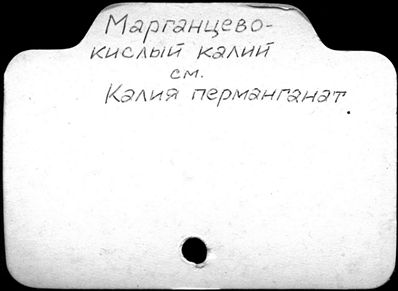 Марганцево-
кислый калий
см.
Калия перманганат.